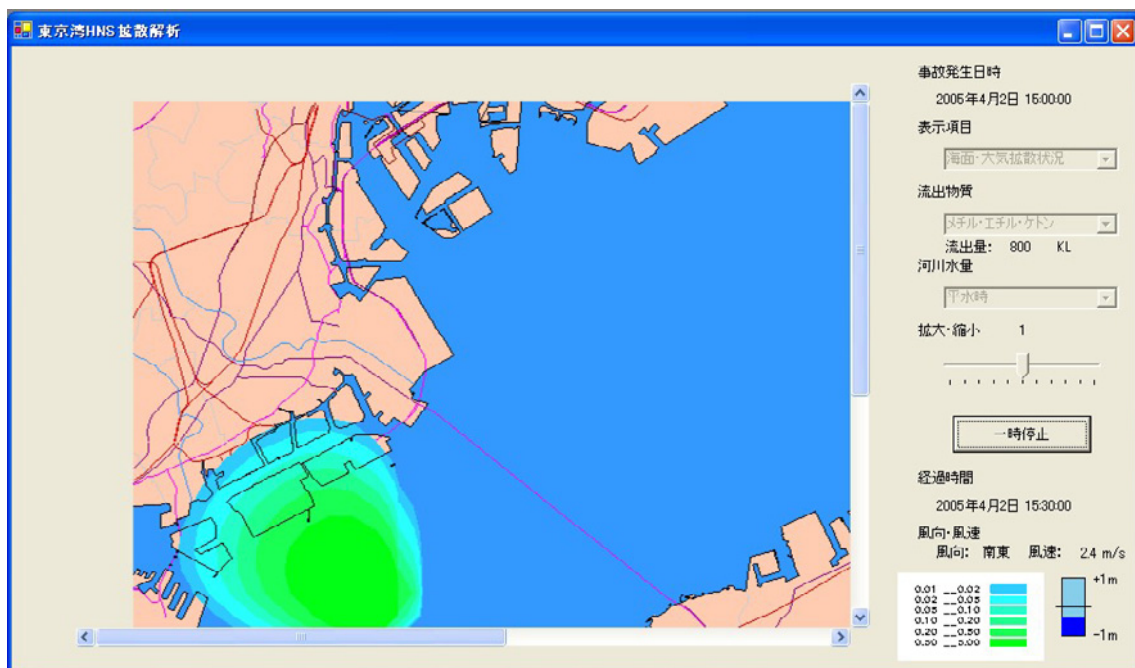 東京湾HNS拡散解析
事故発生日時
2005年4月2日 15:00:00
表示項目
海面・大気拡散状況
流出物質
メチル・エチル・ケトン
流出量: 800 KL
河川水量
平水時
拡大・縮小 1
一時停止
経過時間
2005年4月2日 15:30:00
風向・風速
風向: 南東 風速: 2.4 m/s
0.01 __0.02
0.02 __0.05
0.05 __0.10
0.10 __0.20
0.20 __0.50
0.50 __5.00
+1m
-1m